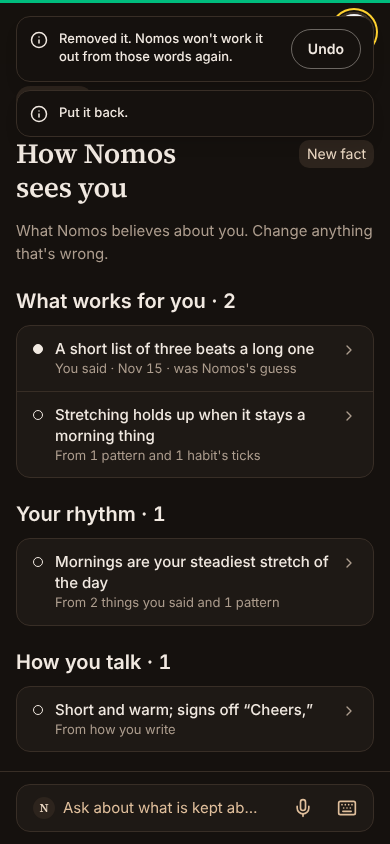 Removed it. Nomos won't work it
out from those words again.
Undo
Put it back.
How Nomos
sees you
New fact
What Nomos believes about you. Change anything
that's wrong.
What works for you · 2
A short list of three beats a long one
You said · Nov 15 · was Nomos's guess
Stretching holds up when it stays a
morning thing
From 1 pattern and 1 habit's ticks
Your rhythm · 1
Mornings are your steadiest stretch of
the day
From 2 things you said and 1 pattern
How you talk · 1
Short and warm; signs off “Cheers,”
From how you write
N
Ask about what is kept ab...